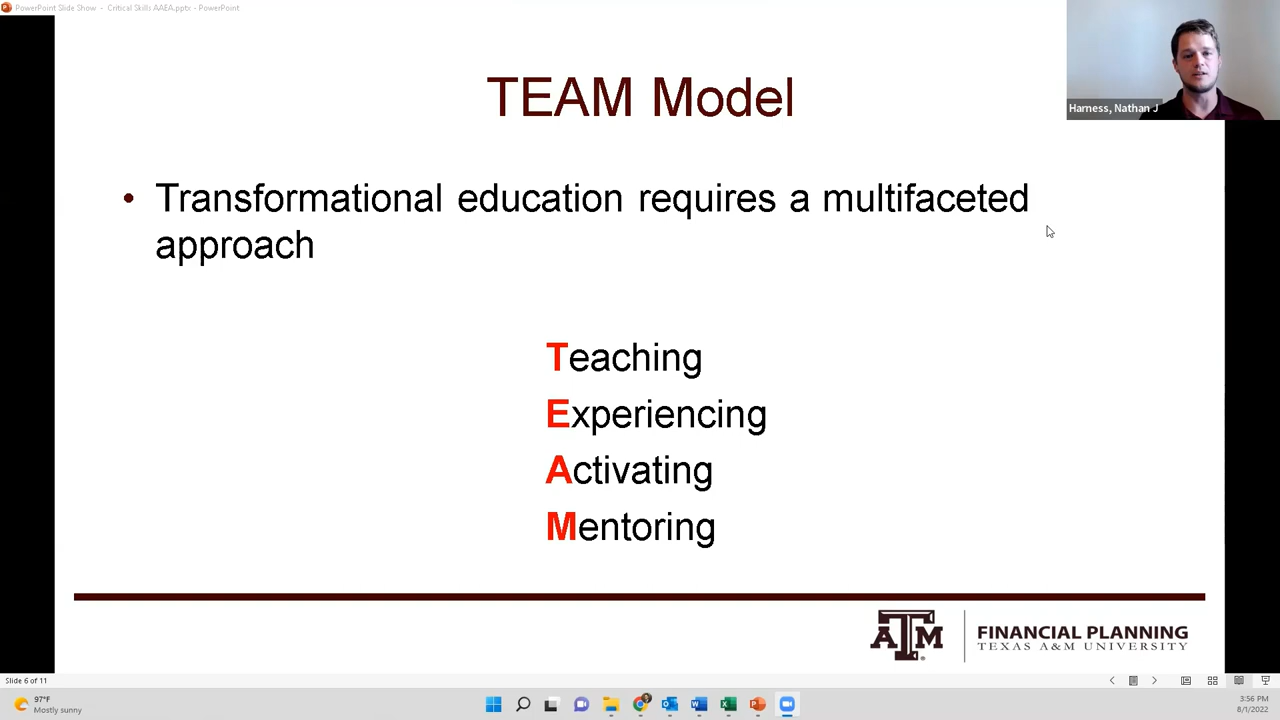 PowerPoint Slide Show - Critical Skills AAEA.pptx - PowerPoint
Harness, Nathan J
TEAM Model
• Transformational education requires a multifaceted
approach
Teaching
Experiencing
Activating
Mentoring
ATM
FINANCIAL PLANNING
TEXAS A&M UNIVERSITY
Slide 6 of 11
97°F
Mostly sunny
3:56 PM
8/1/2022